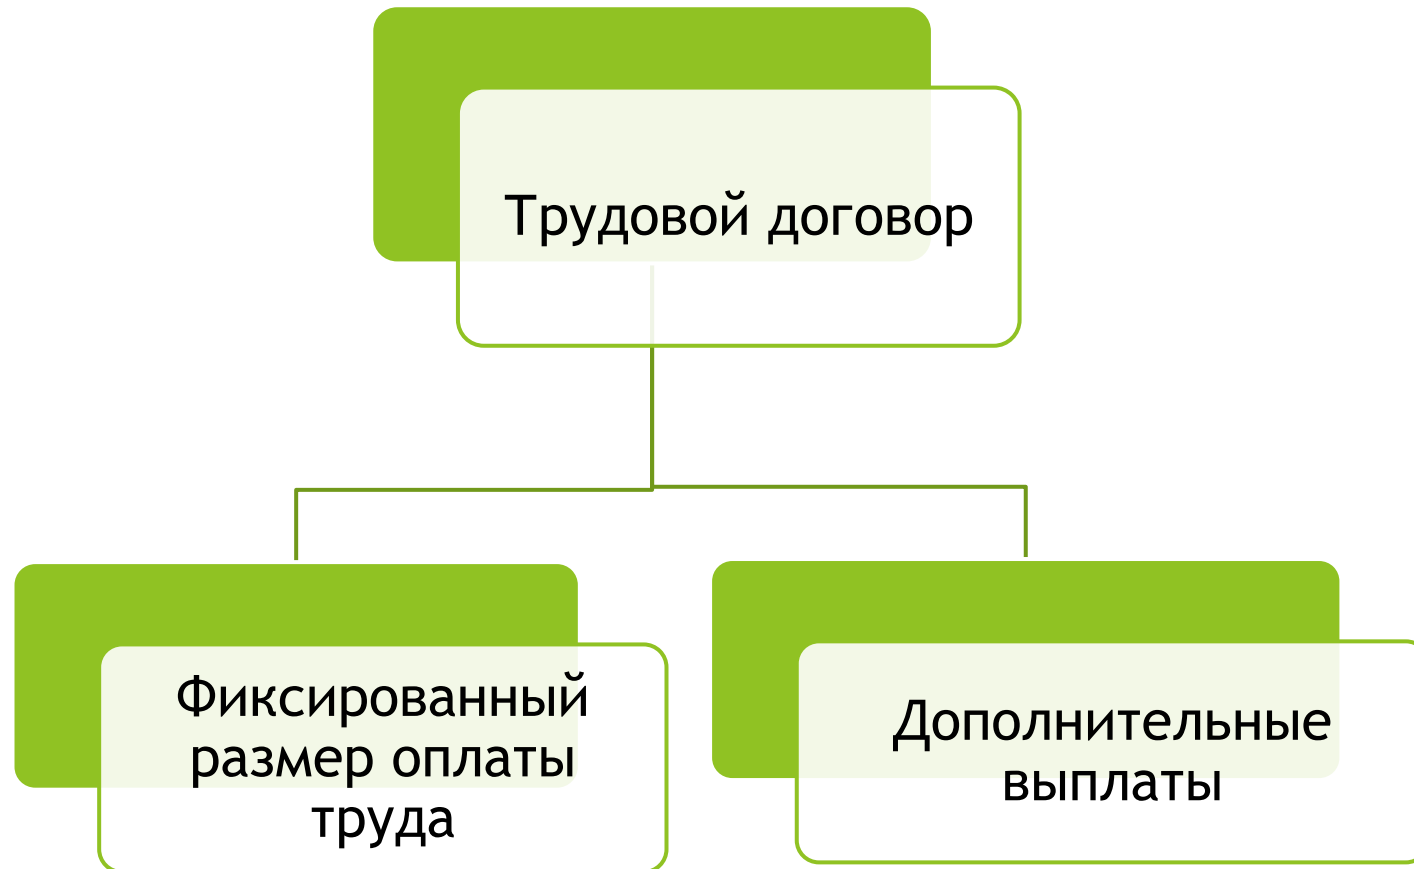 Трудовой договор
Фиксированный
размер оплаты
труда
Дополнительные
выплаты